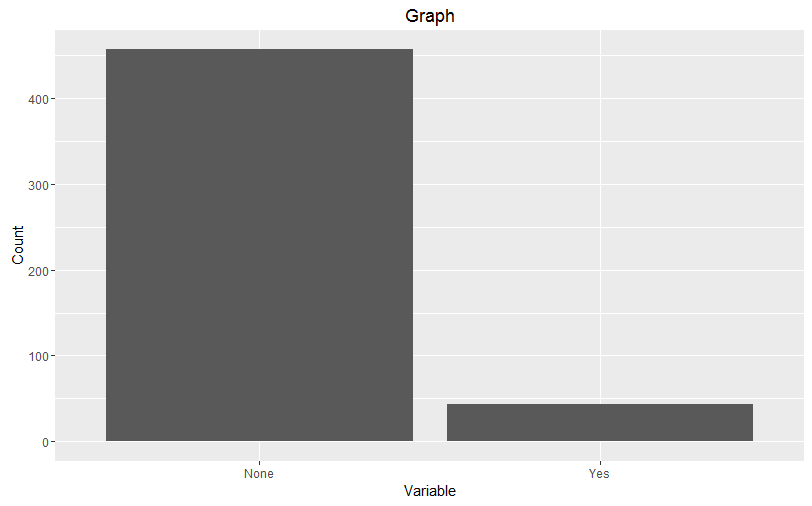 Graph
Count
400
300
200
100
0
None Yes
Variable